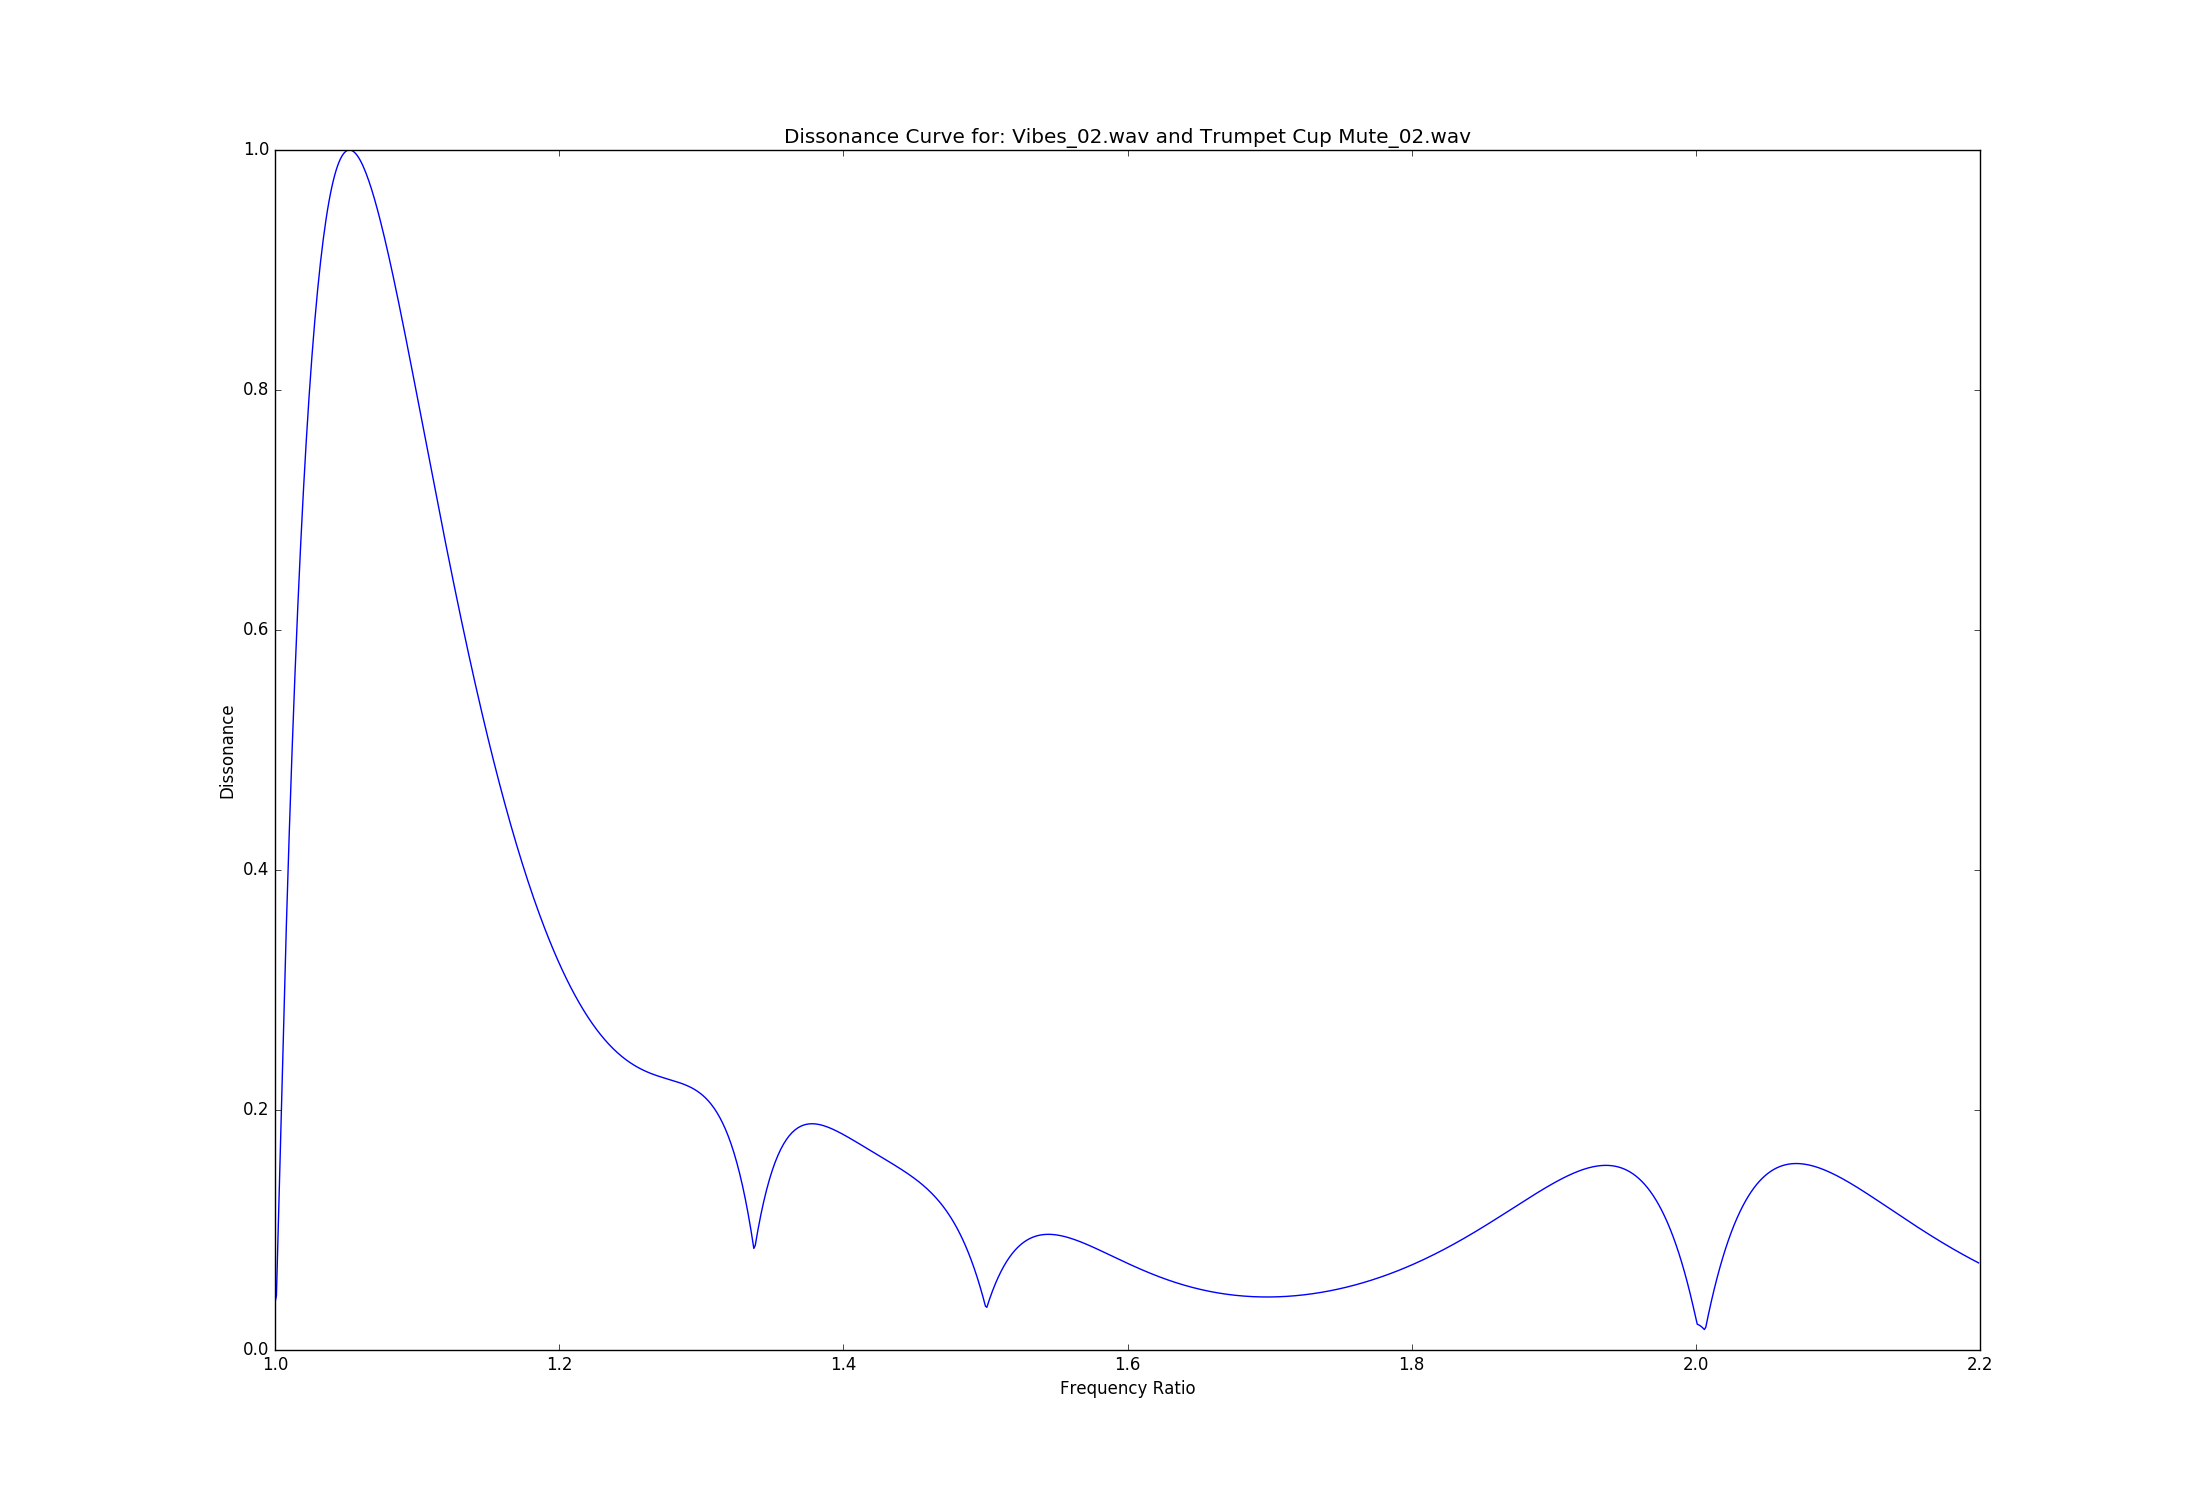 Dissonance Curve for: Vibes_02.wav and Trumpet Cup Mute_02.wav
1.0
0.8
0.6
0.4
0.2
0.0
Dissonance
1.0 1.2 1.4 1.6 1.8 2.0 2.2
Frequency Ratio